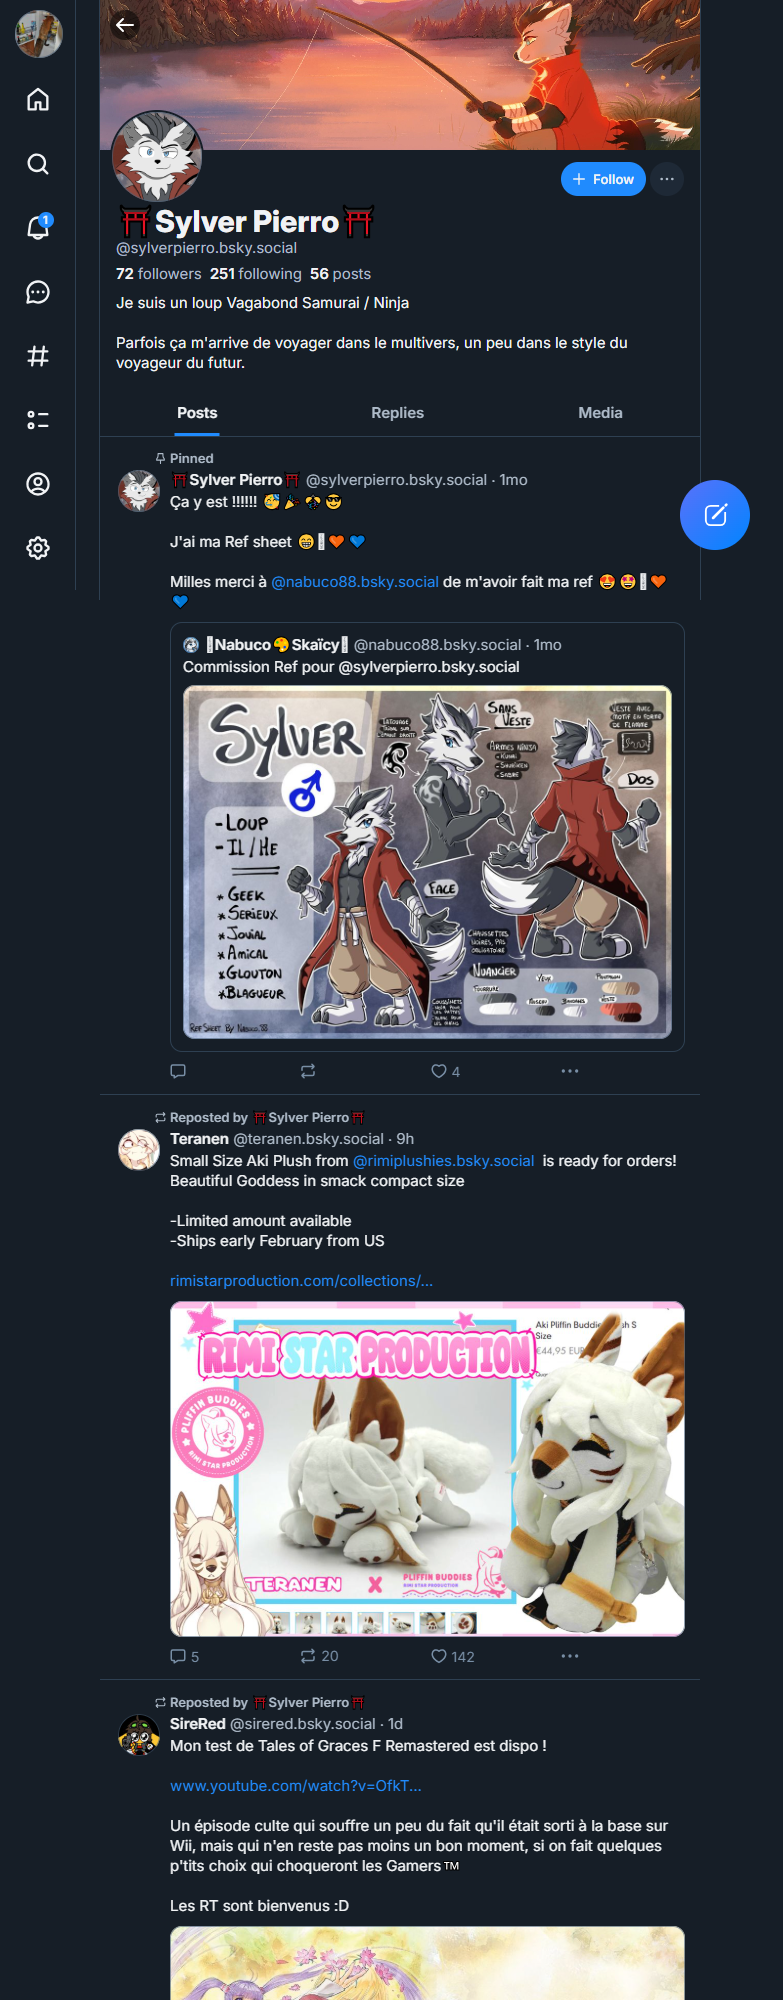 Follow
⛩️Sylver Pierro⛩️
@sylverpierro.bsky.social
72 followers 251 following 56 posts
Je suis un loup Vagabond Samurai / Ninja
Parfois ça m'arrive de voyager dans le multivers, un peu dans le style du
voyageur du futur.
Posts Replies Media
Pinned
⛩️Sylver Pierro⛩️ @sylverpierro.bsky.social · 1mo
Ça y est !!!!!!
J'ai ma Ref sheet
Milles merci à @nabuco88.bsky.social de m'avoir fait ma ref
Nabuco🎨Skaïcy @nabuco88.bsky.social · 1mo
Commission Ref pour @sylverpierro.bsky.social
Sylver
- Loup
- Il / He
* Geek
* Serieux
* Jovial
* Amical
* Glouton
* Blagueur
Ref Sheet By Nabuco '88
Tatouage
Tribal sur
l'épaule droite
Sans
Veste
Armes ninja
- Kunai
- Shuriken
- Sabre
Veste avec
motif en forme
de flamme
Dos
Face
Chaussettes
noires, pas
obligatoire
Nuancier
Fourrure
Yeux
Pantalon
Museau
Bandages
Veste
4
Reposted by ⛩️Sylver Pierro⛩️
Teranen @teranen.bsky.social · 9h
Small Size Aki Plush from @rimiplushies.bsky.social is ready for orders!
Beautiful Goddess in smack compact size
-Limited amount available
-Ships early February from US
rimistarproduction.com/collections/...
RIMI STAR PRODUCTION
Aki Pliffin Buddie
sh S
Size
€44,95 EUR
PLIFFIN BUDDIES
RIMI STAR PRODUCTION
TERANEN X PLIFFIN BUDDIES
RIMI STAR PRODUCTION
5 20 142
Reposted by ⛩️Sylver Pierro⛩️
SireRed @sirered.bsky.social · 1d
Mon test de Tales of Graces F Remastered est dispo !
www.youtube.com/watch?v=OfkT...
Un épisode culte qui souffre un peu du fait qu'il était sorti à la base sur
Wii, mais qui n'en reste pas moins un bon moment, si on fait quelques
p'tits choix qui choqueront les Gamers™
Les RT sont bienvenus :D
1